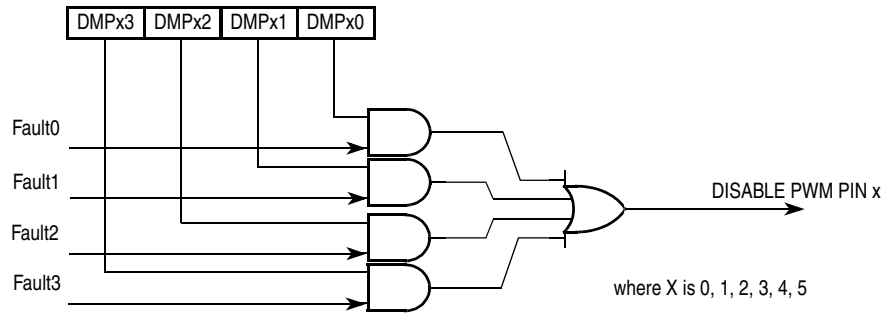 DMPx3 DMPx2 DMPx1 DMPx0
Fault0
Fault1
DISABLE PWM PIN x
Fault2
Fault3
where X is 0, 1, 2, 3, 4, 5